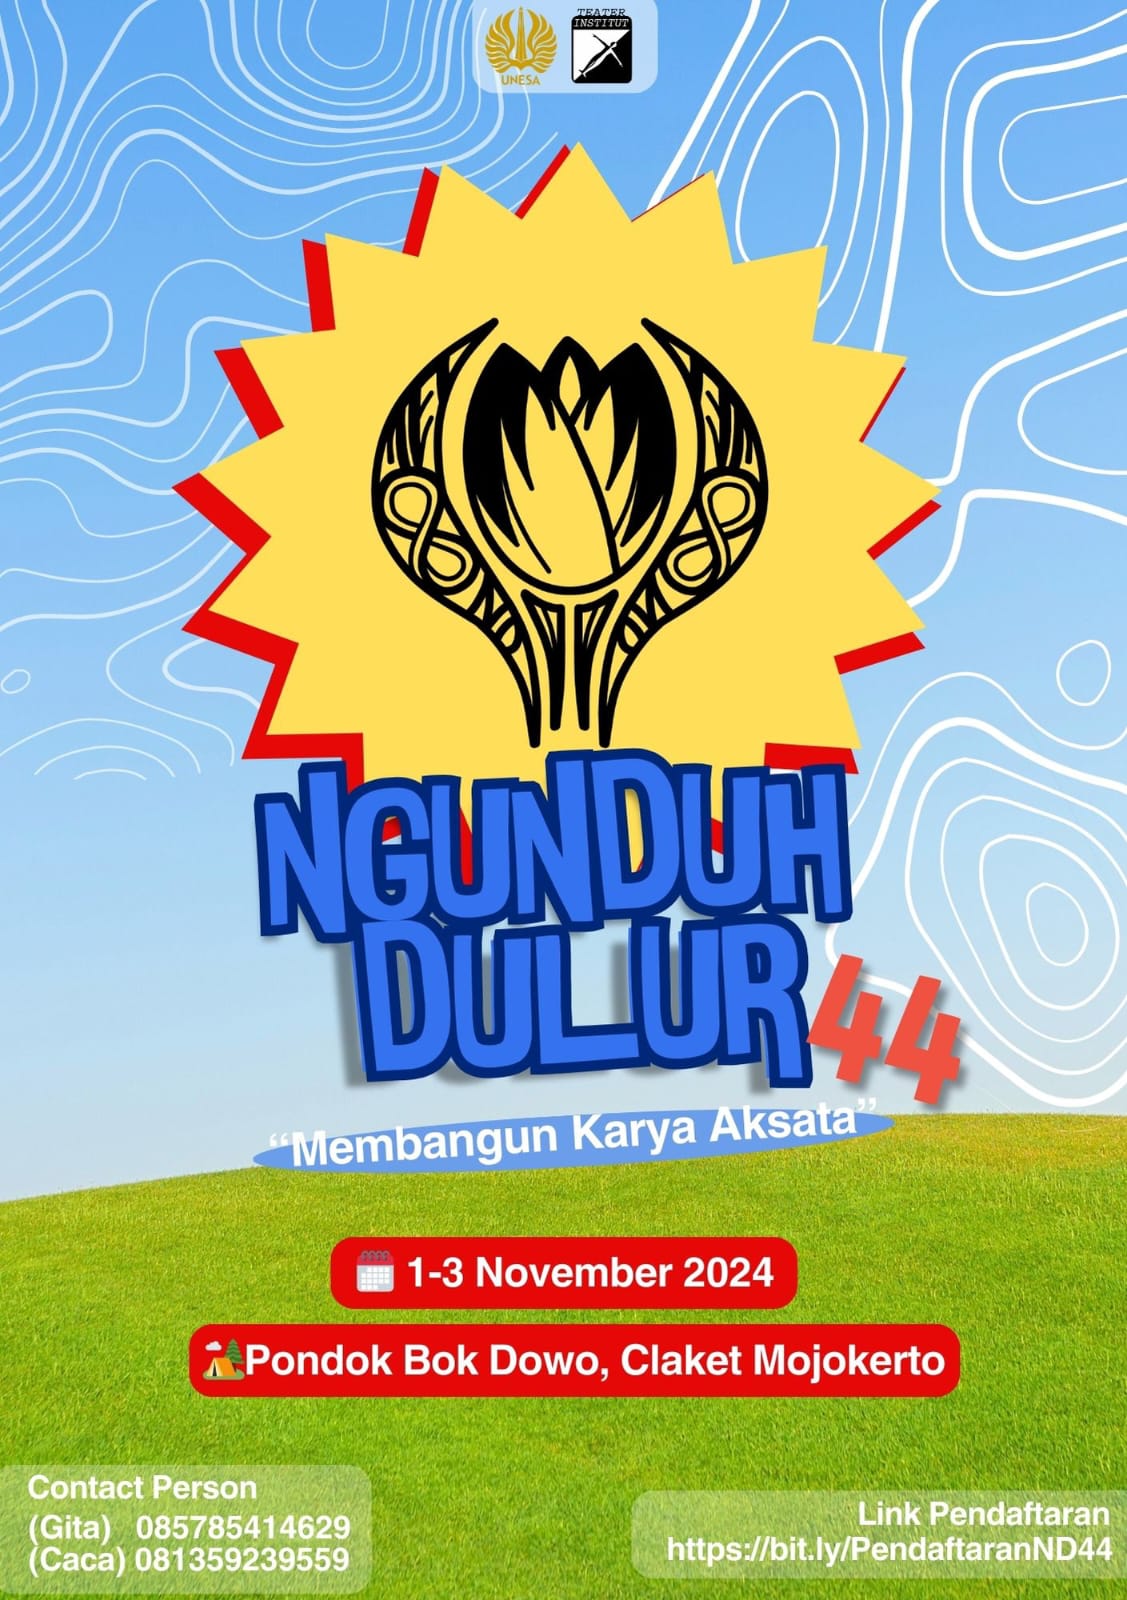 UNESA
TEATER
INSTITUT
NGUNDUH
DULUR
44
“Membangun Karya Aksata”
1-3 November 2024
Pondok Bok Dowo, Claket Mojokerto
Contact Person
(Gita) 085785414629
(Caca) 081359239559
Link Pendaftaran
https://bit.ly/PendaftaranND44